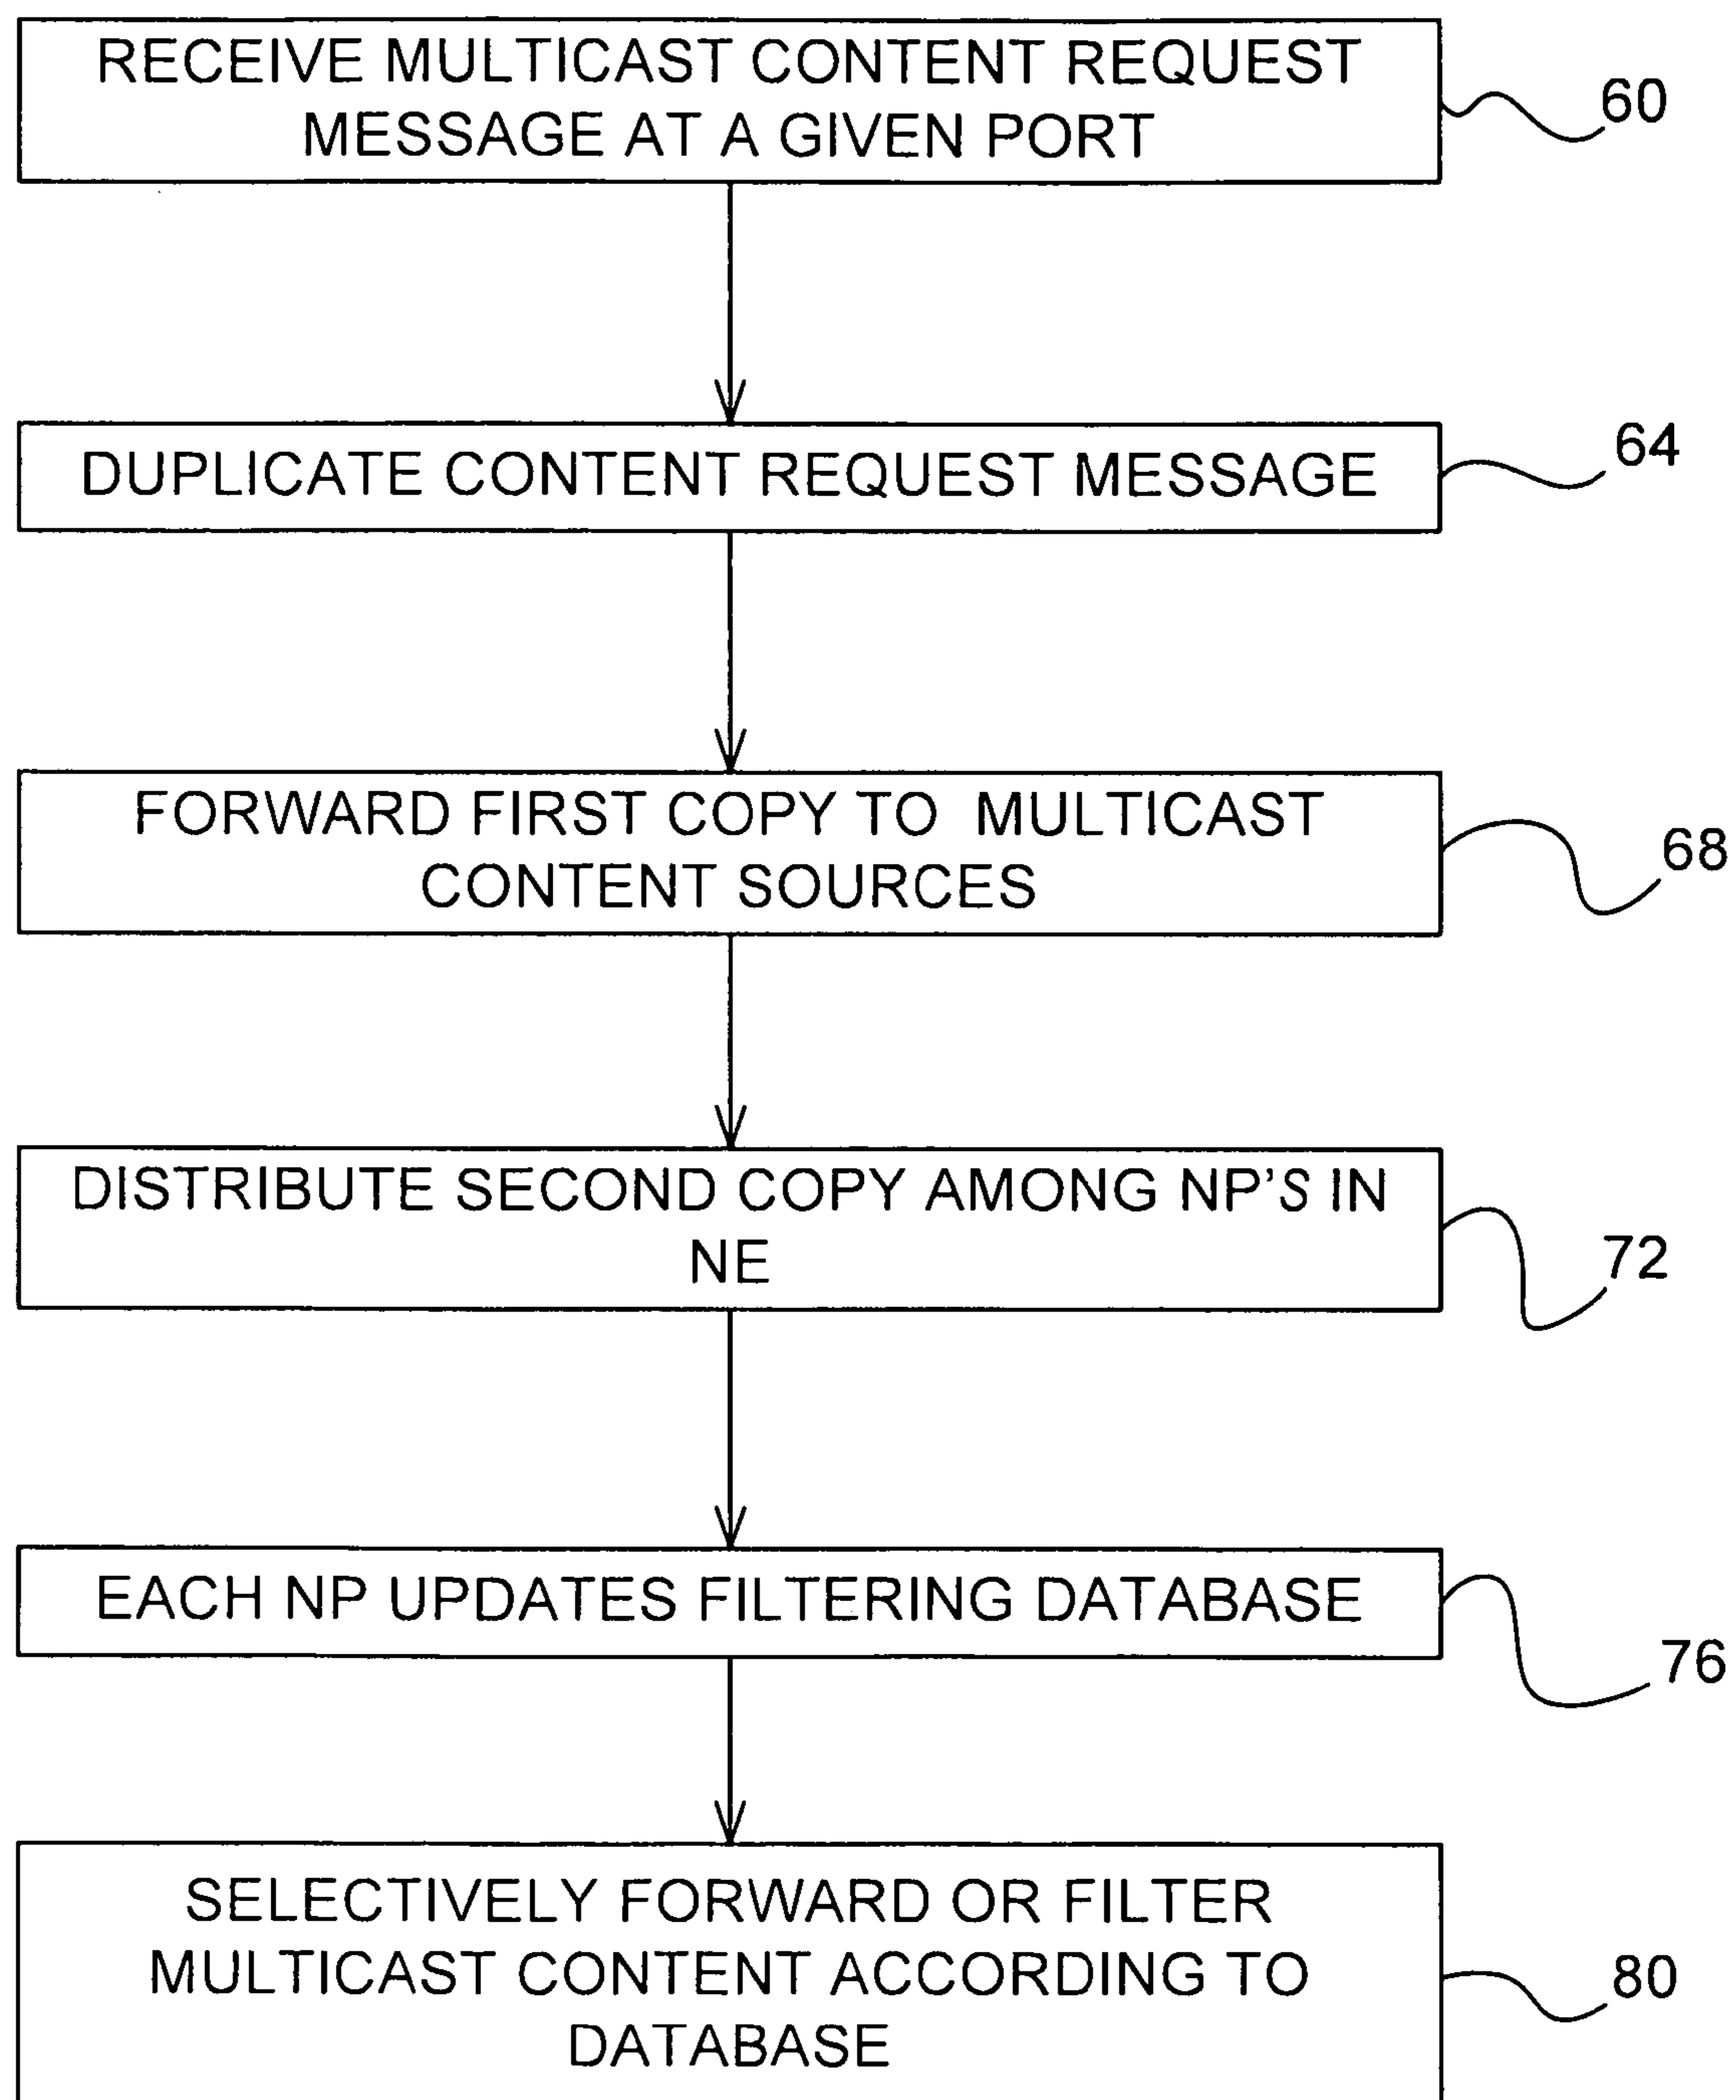 RECEIVE MULTICAST CONTENT REQUEST
MESSAGE AT A GIVEN PORT
60
DUPLICATE CONTENT REQUEST MESSAGE
64
FORWARD FIRST COPY TO MULTICAST
CONTENT SOURCES
68
DISTRIBUTE SECOND COPY AMONG NP'S IN
NE
72
EACH NP UPDATES FILTERING DATABASE
76
SELECTIVELY FORWARD OR FILTER
MULTICAST CONTENT ACCORDING TO
DATABASE
80